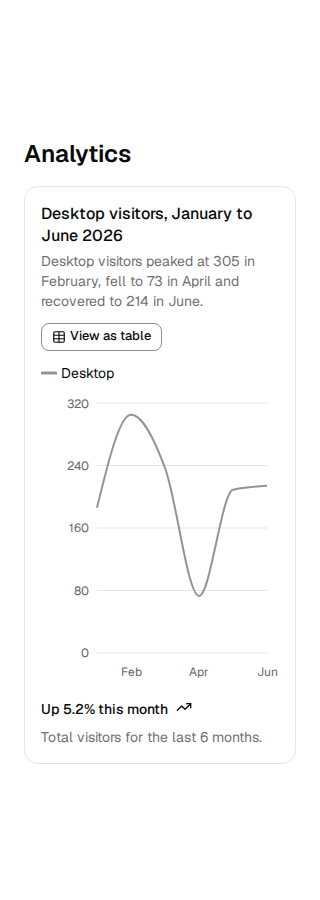 Analytics
Desktop visitors, January to
June 2026
Desktop visitors peaked at 305 in
February, fell to 73 in April and
recovered to 214 in June.
View as table
Desktop
320
240
160
80
0
Feb Apr Jun
Up 5.2% this month
Total visitors for the last 6 months.